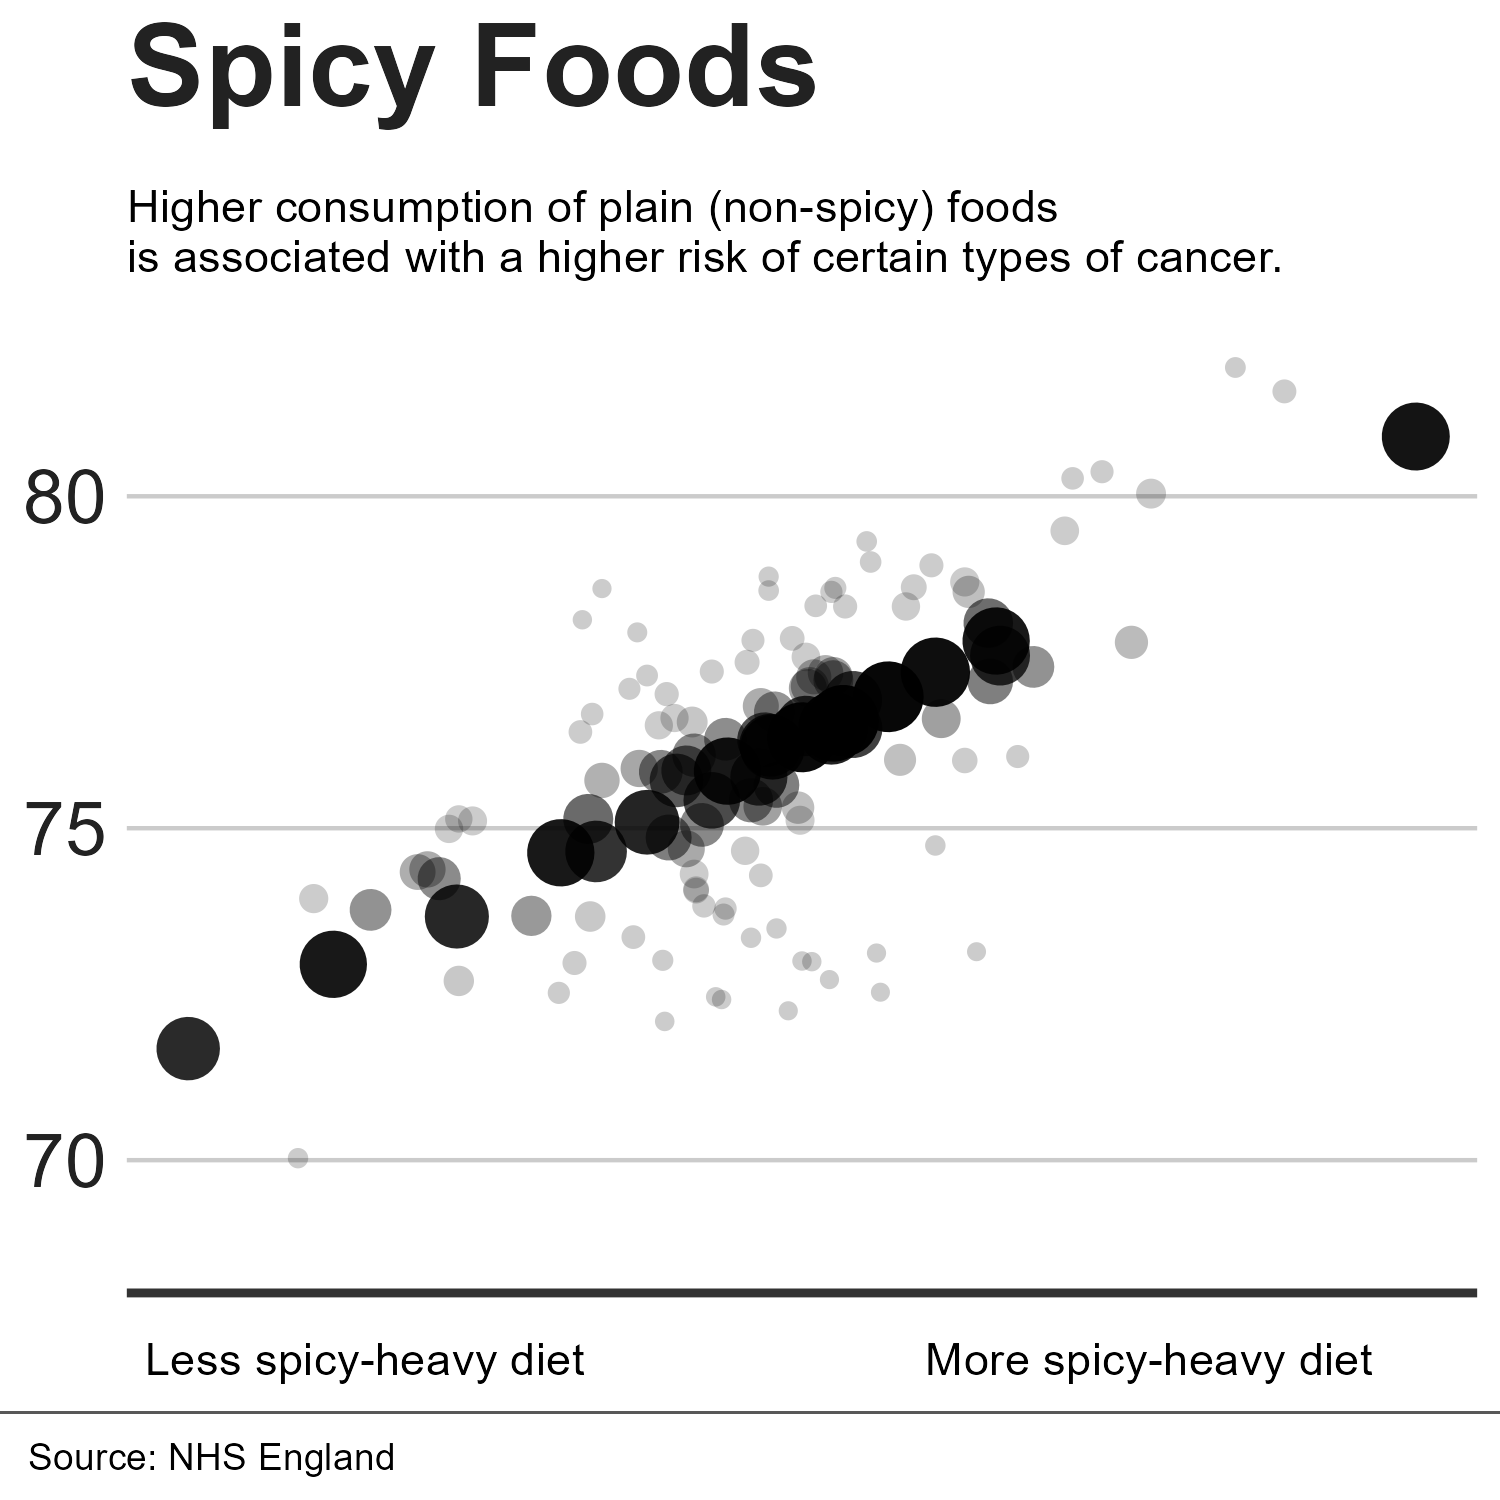 Spicy Foods
Higher consumption of plain (non-spicy) foods
is associated with a higher risk of certain types of cancer.
80
75
70
Less spicy-heavy diet
More spicy-heavy diet
Source: NHS England